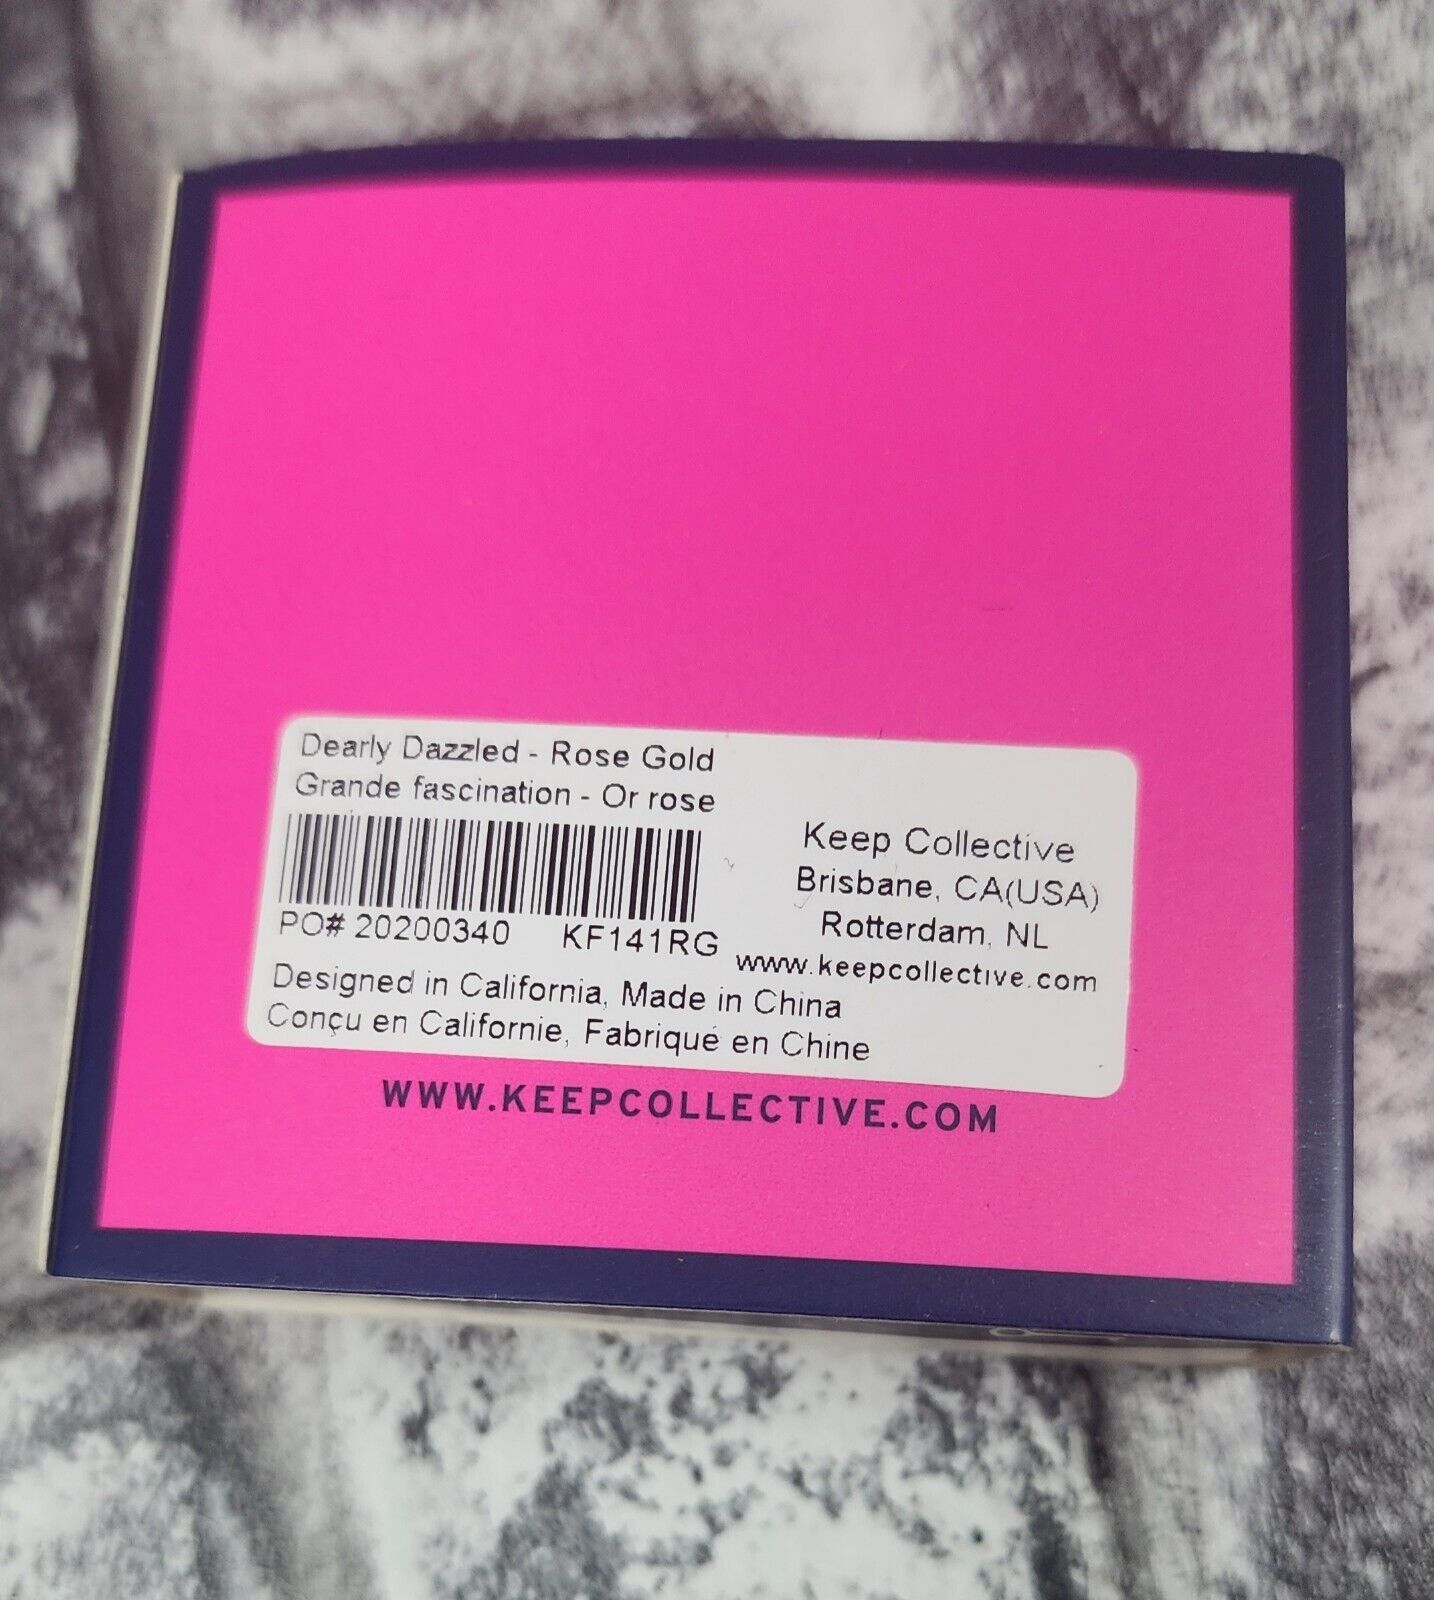 Dearly Dazzled - Rose Gold
Grande fascination - Or rose
PO# 20200340 KF141RG
Keep Collective
Brisbane, CA(USA)
Rotterdam, NL
www.keepcollective.com
Designed in California, Made in China
Conçu en Californie, Fabriqué en Chine
WWW.KEEPCOLLECTIVE.COM